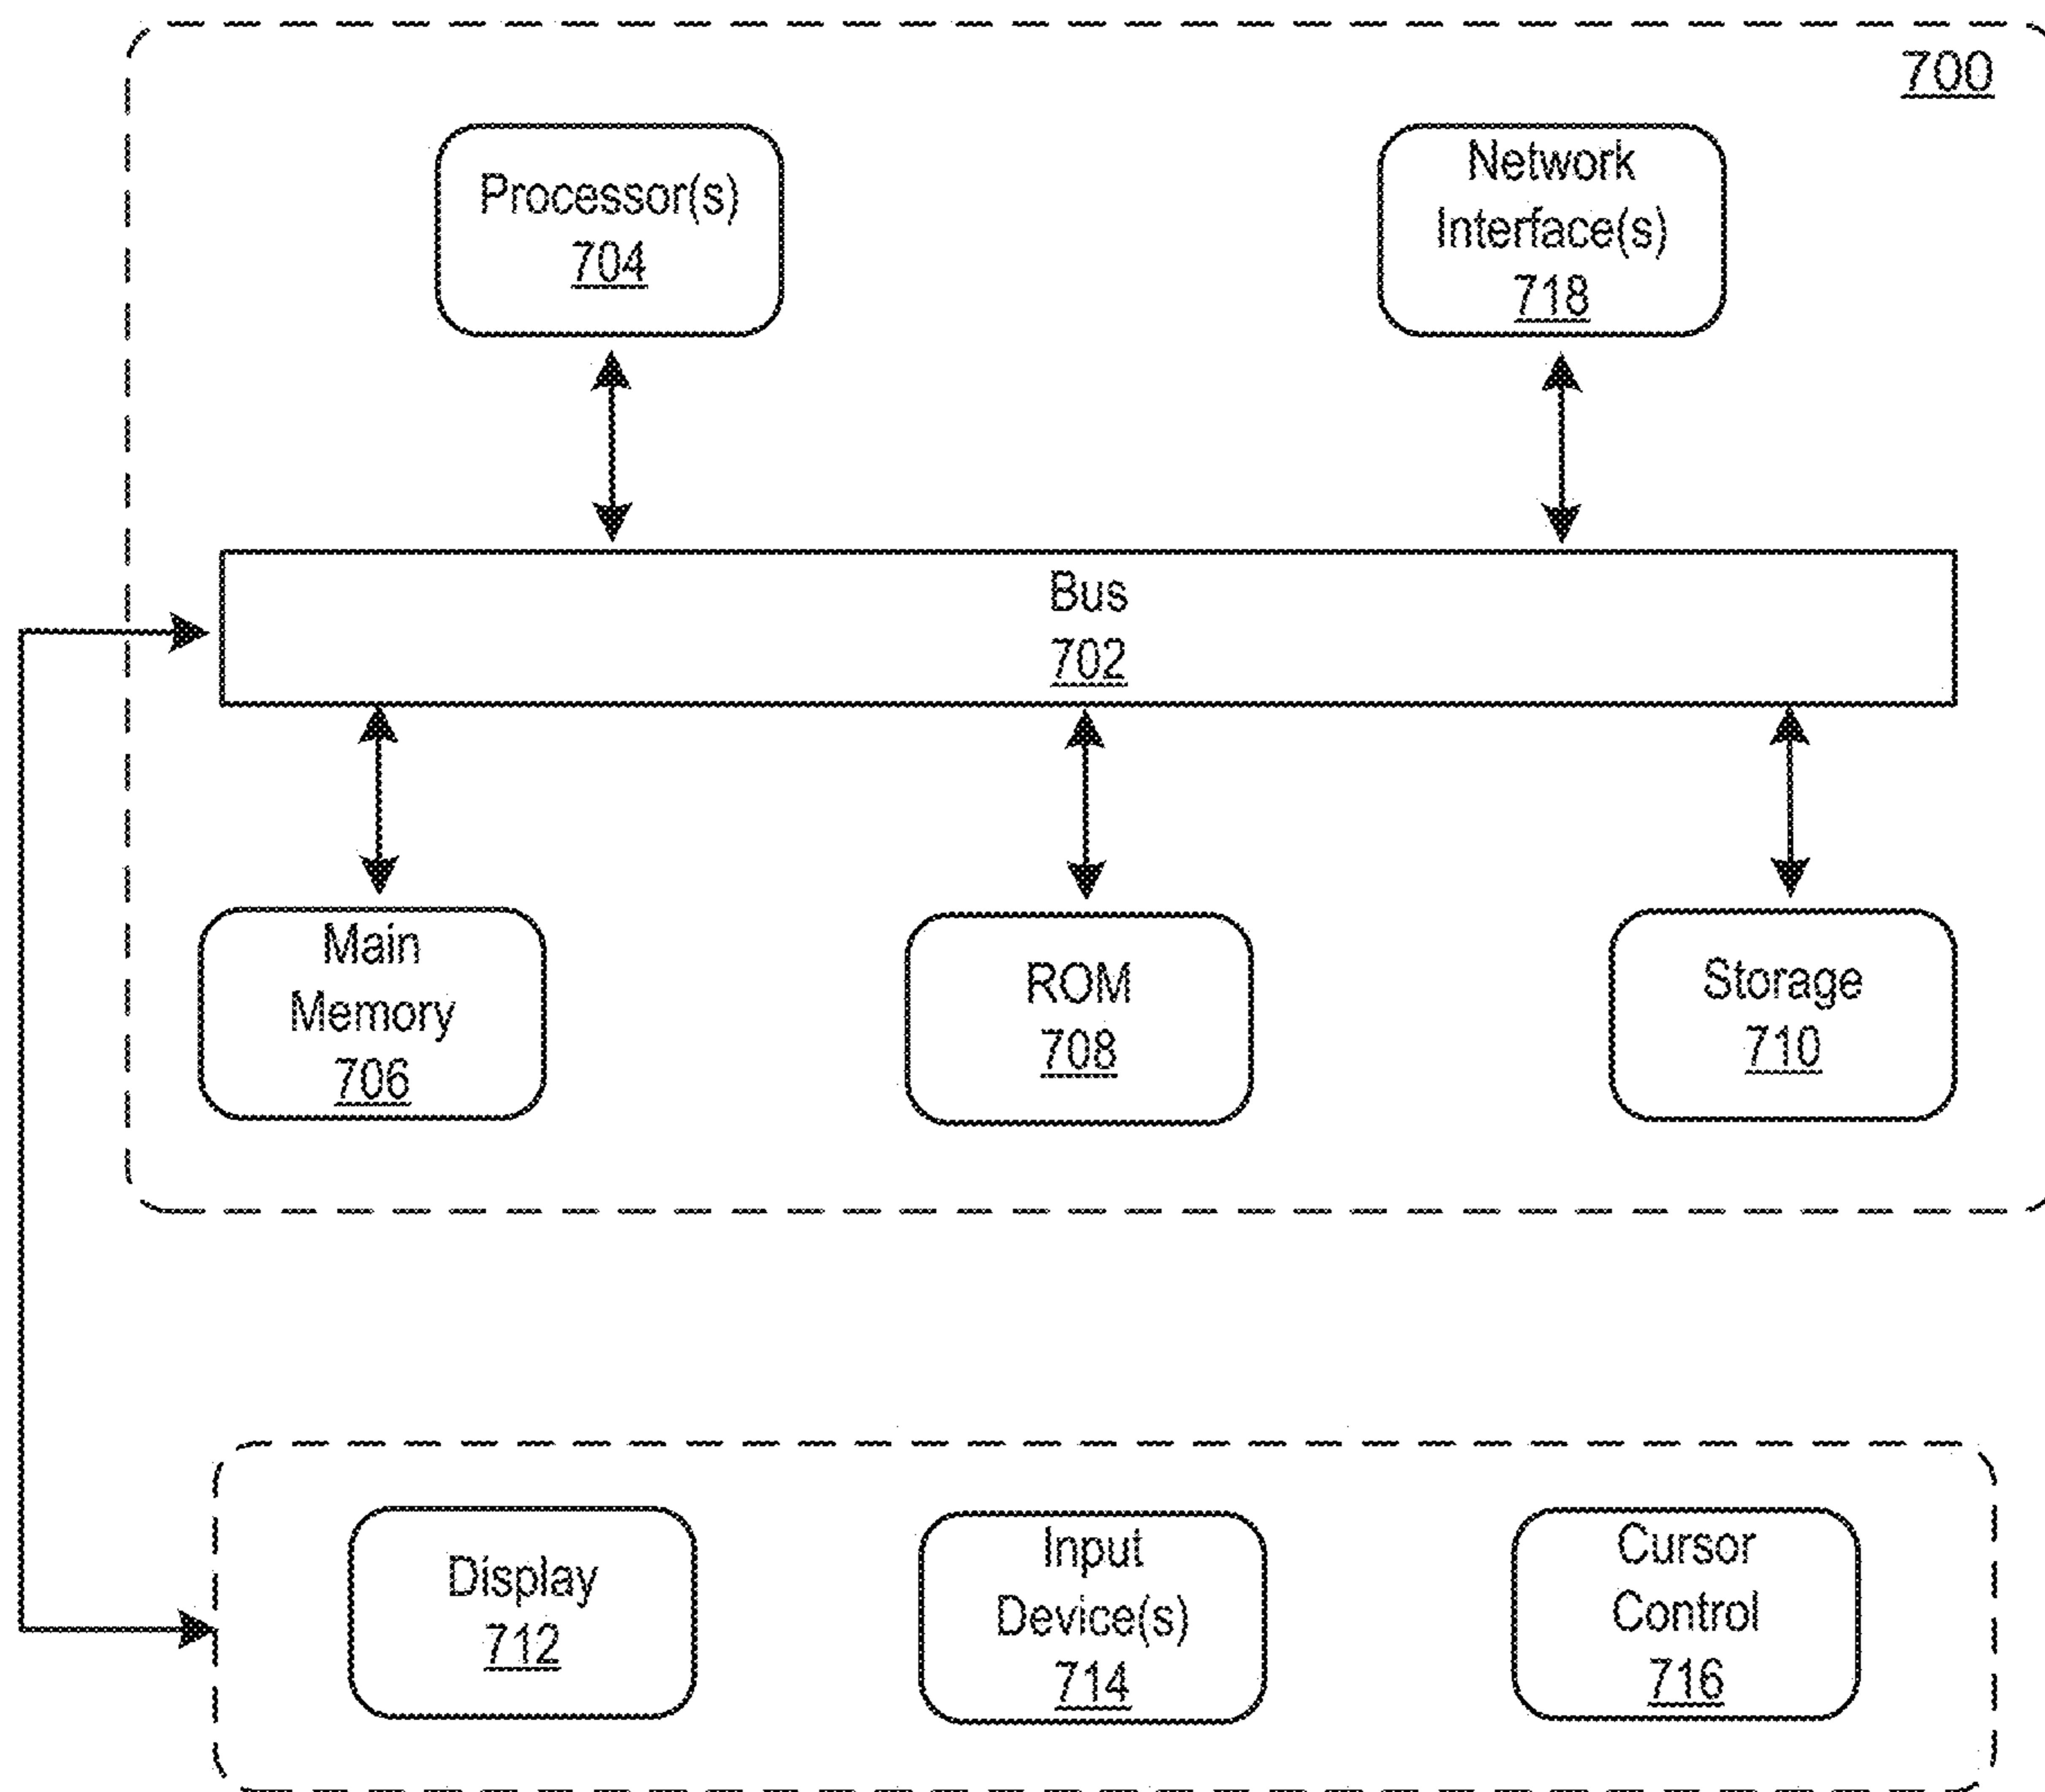 700
Processor(s)
704
Network
Interface(s)
718
Bus
702
Main
Memory
706
ROM
708
Storage
710
Display
712
Input
Device(s)
714
Cursor
Control
716